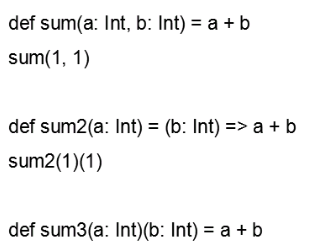 def sum(a: Int, b: Int) = a + b
sum(1, 1)
def sum2(a: Int) = (b: Int) => a + b
sum2(1)(1)
def sum3(a: Int)(b: Int) = a + b